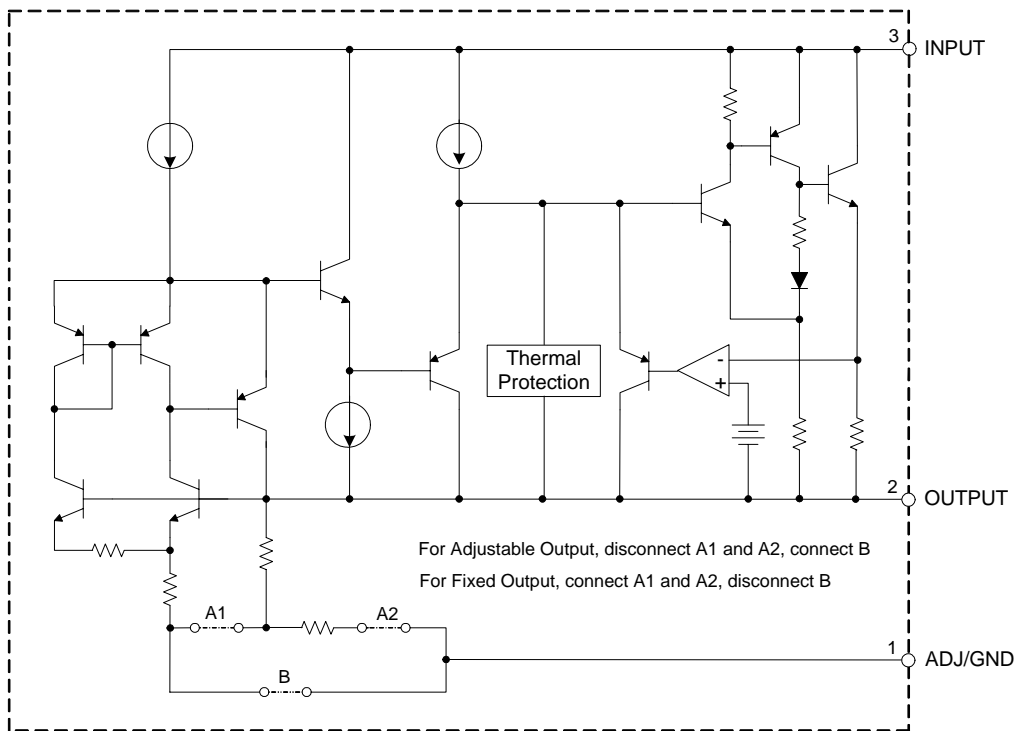 3
INPUT
Thermal
Protection
-
+
2
OUTPUT
For Adjustable Output, disconnect A1 and A2, connect B
For Fixed Output, connect A1 and A2, disconnect B
A1
A2
1
ADJ/GND
B